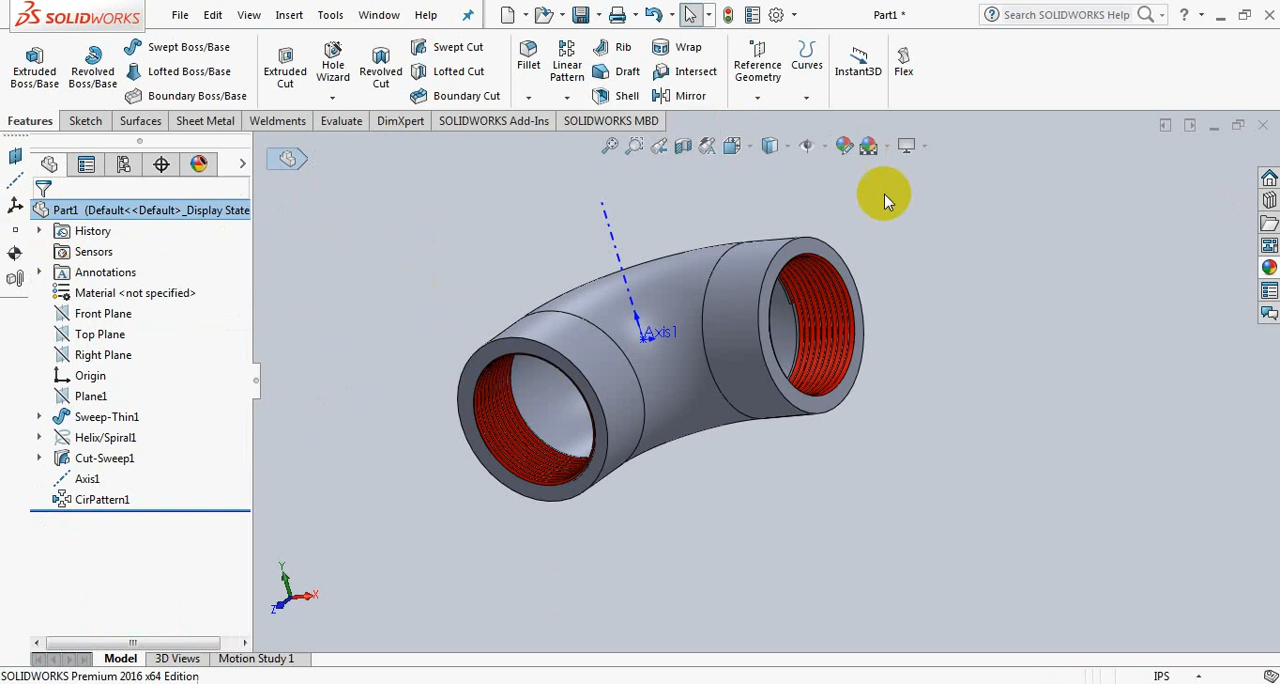 SOLIDWORKS File Edit View Insert Tools Window Help Part1 * Search SOLIDWORKS Help ?
Extruded Boss/Base Revolved Boss/Base Swept Boss/Base Lofted Boss/Base Boundary Boss/Base Extruded Cut Hole Wizard Revolved Cut Swept Cut Lofted Cut Boundary Cut Fillet Linear Pattern Rib Draft Shell Wrap Intersect Mirror Reference Geometry Curves Instant3D Flex
Features Sketch Surfaces Sheet Metal Weldments Evaluate DimXpert SOLIDWORKS Add-Ins SOLIDWORKS MBD
Part1 (Default<<Default>_Display State
History
Sensors
Annotations
Material <not specified>
Front Plane
Top Plane
Right Plane
Origin
Plane1
Sweep-Thin1
Helix/Spiral1
Cut-Sweep1
Axis1
CirPattern1
Axis1
Y
X
Z
Model 3D Views Motion Study 1
SOLIDWORKS Premium 2016 x64 Edition IPS